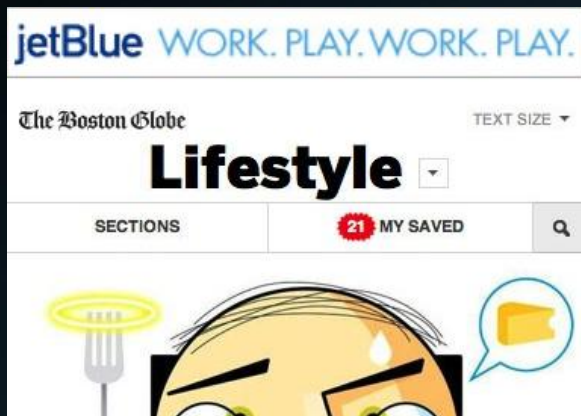 jetBlue WORK. PLAY. WORK. PLAY.
The Boston Globe
TEXT SIZE
Lifestyle
SECTIONS
21 MY SAVED